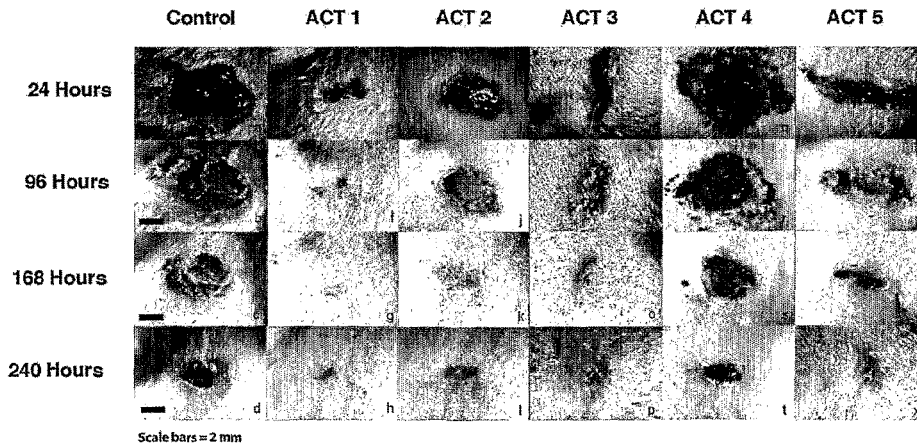 Control ACT 1 ACT 2 ACT 3 ACT 4 ACT 5
24 Hours
96 Hours
f j
168 Hours
g k o s
240 Hours
d h l p t
Scale bars = 2 mm